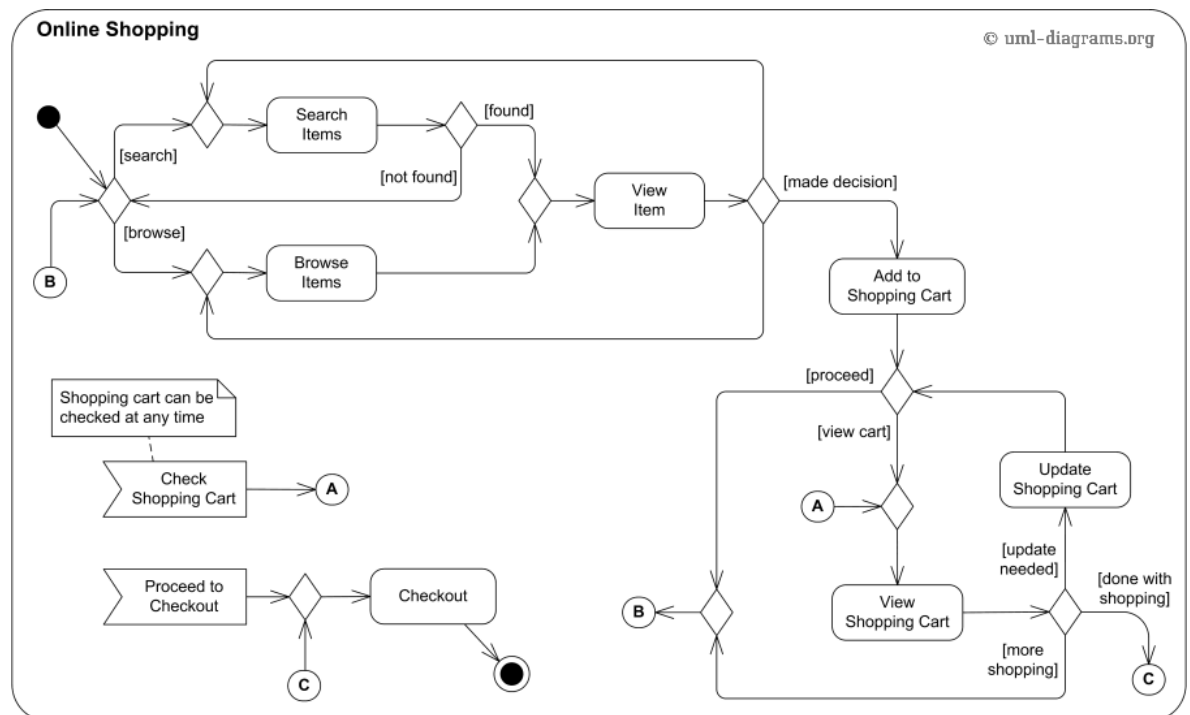 Online Shopping
© uml-diagrams.org
Search
Items
[found]
[search]
[not found]
View
Item
[made decision]
[browse]
B
Browse
Items
Add to
Shopping Cart
[proceed]
Shopping cart can be
checked at any time
[view cart]
Check
Shopping Cart
A
Update
Shopping Cart
A
[update
needed]
[done with
shopping]
Proceed to
Checkout
Checkout
B
View
Shopping Cart
[more
shopping]
C
C